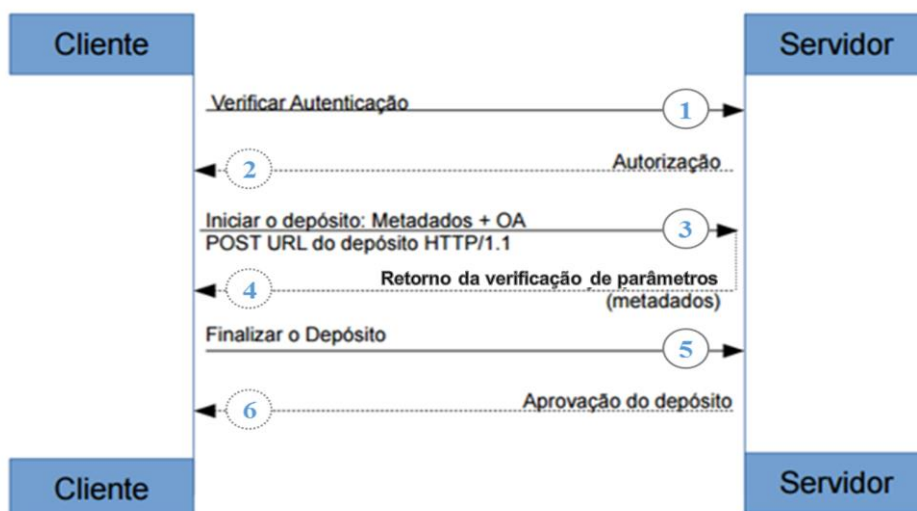 Cliente
Servidor
Verificar Autenticação
1
2
Autorização
Iniciar o depósito: Metadados + OA
3
POST URL do depósito HTTP/1.1
4
Retorno da verificação de parâmetros
(metadados)
Finalizar o Depósito
5
6
Aprovação do depósito
Cliente
Servidor